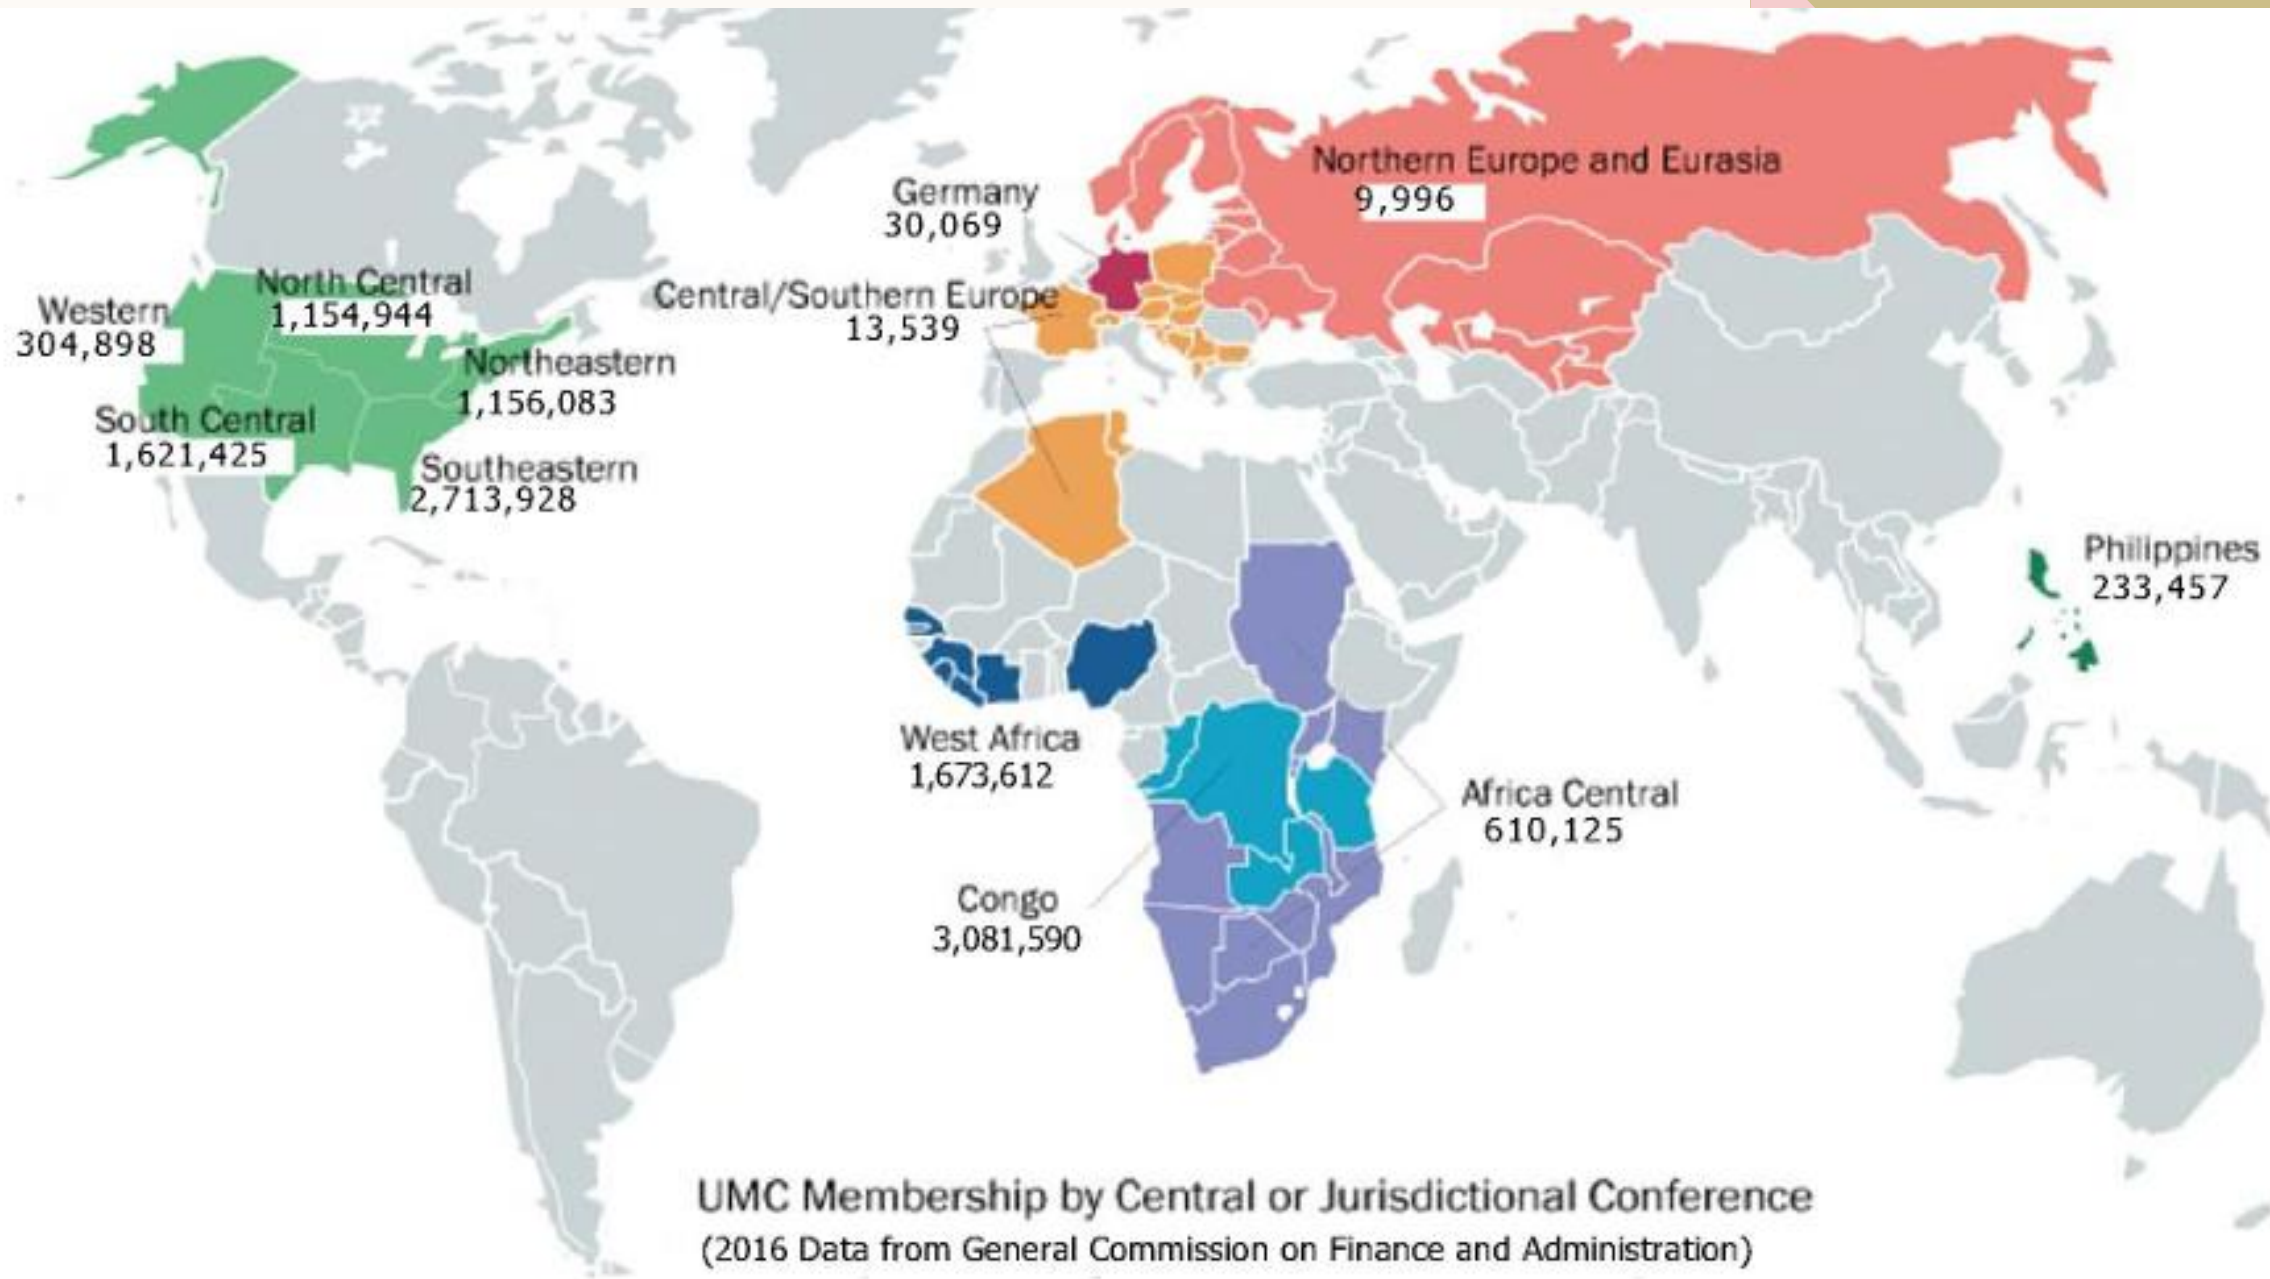 Northern Europe and Eurasia
9,996
Germany
30,069
Central/Southern Europe
13,539
North Central
1,154,944
Western
304,898
Northeastern
1,156,083
South Central
1,621,425
Southeastern
2,713,928
Philippines
233,457
West Africa
1,673,612
Africa Central
610,125
Congo
3,081,590
UMC Membership by Central or Jurisdictional Conference
(2016 Data from General Commission on Finance and Administration)